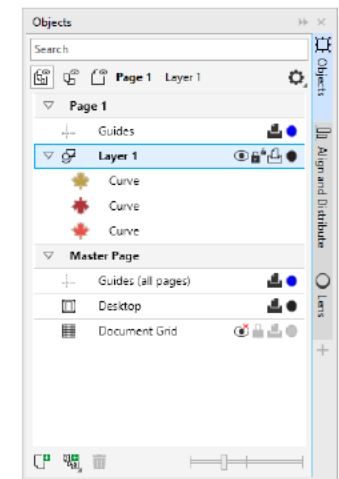 Objects
Search
Page 1 Layer 1
Page 1
Guides
Layer 1
Curve
Curve
Curve
Master Page
Guides (all pages)
Desktop
Document Grid
Objects
Align and Distribute
Lens